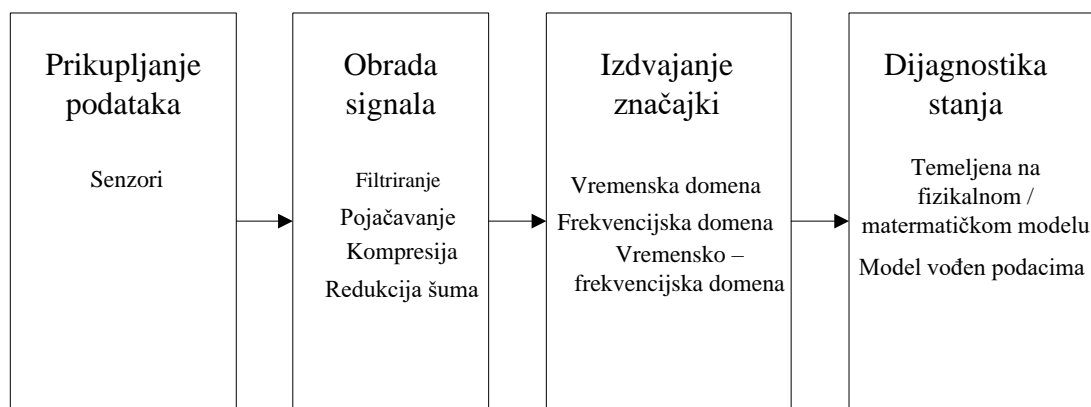 Prikupljanje
podataka
Senzori
Obrada
signala
Filtriranje
Pojačavanje
Kompresija
Redukcija šuma
Izdvajanje
značajki
Vremenska domena
Frekvencijska domena
Vremensko –
frekvencijska domena
Dijagnostika
stanja
Temeljena na
fizikalnom /
matermatičkom modelu
Model vođen podacima